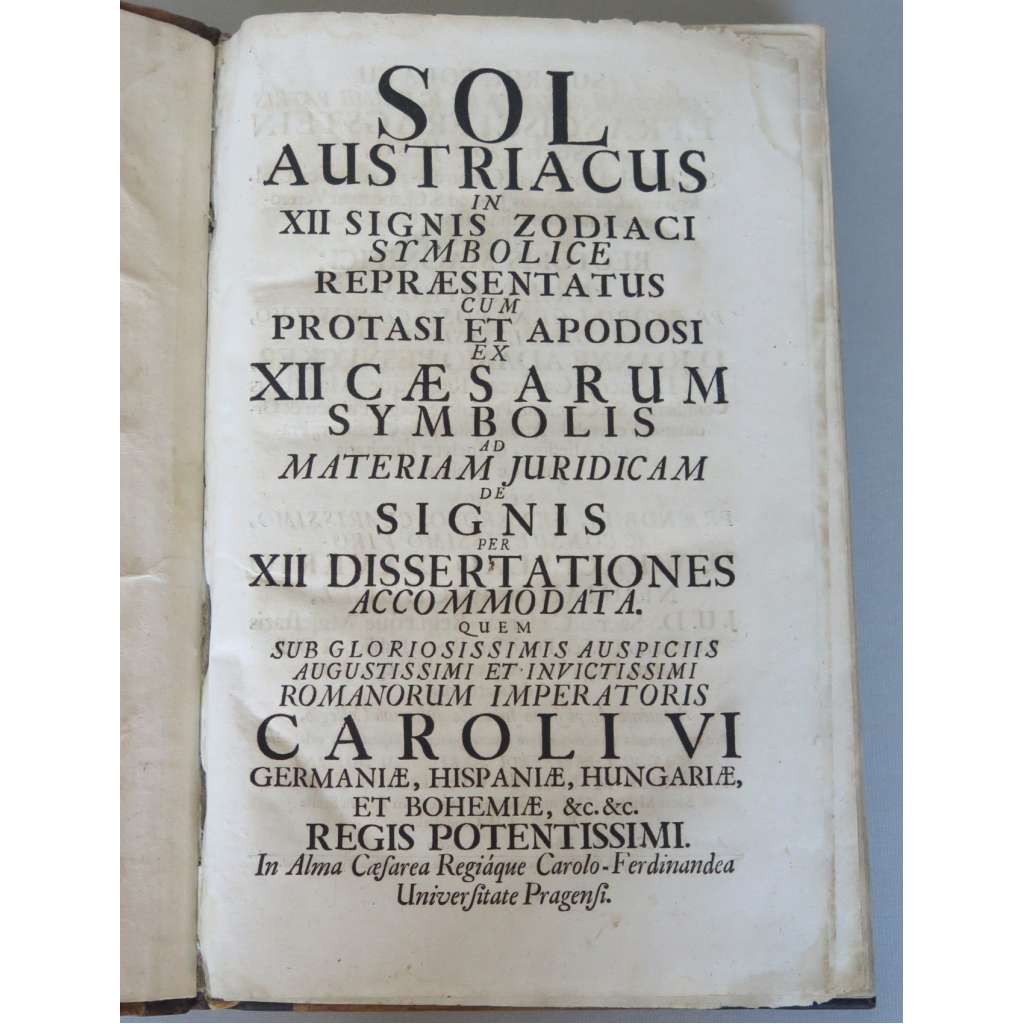 SOL
AUSTRIACUS
IN
XII SIGNIS ZODIACI
SYMBOLICE
REPRÆSENTATUS
CUM
PROTASI ET APODOSI
EX
XII CÆSARUM
SYMBOLIS
AD
MATERIAM JURIDICAM
DE
SIGNIS
PER
XII DISSERTATIONES
ACCOMMODATA.
QUEM
SUB GLORIOSISSIMIS AUSPICIIS
AUGUSTISSIMI ET INVICTISSIMI
ROMANORUM IMPERATORIS
CAROLI VI
GERMANIÆ, HISPANIÆ, HUNGARIÆ,
ET BOHEMIÆ, &c. &c.
REGIS POTENTISSIMI.
In Alma Cæſarea Regiáque Carolo-Ferdinandea
Univerſitate Pragenſi.